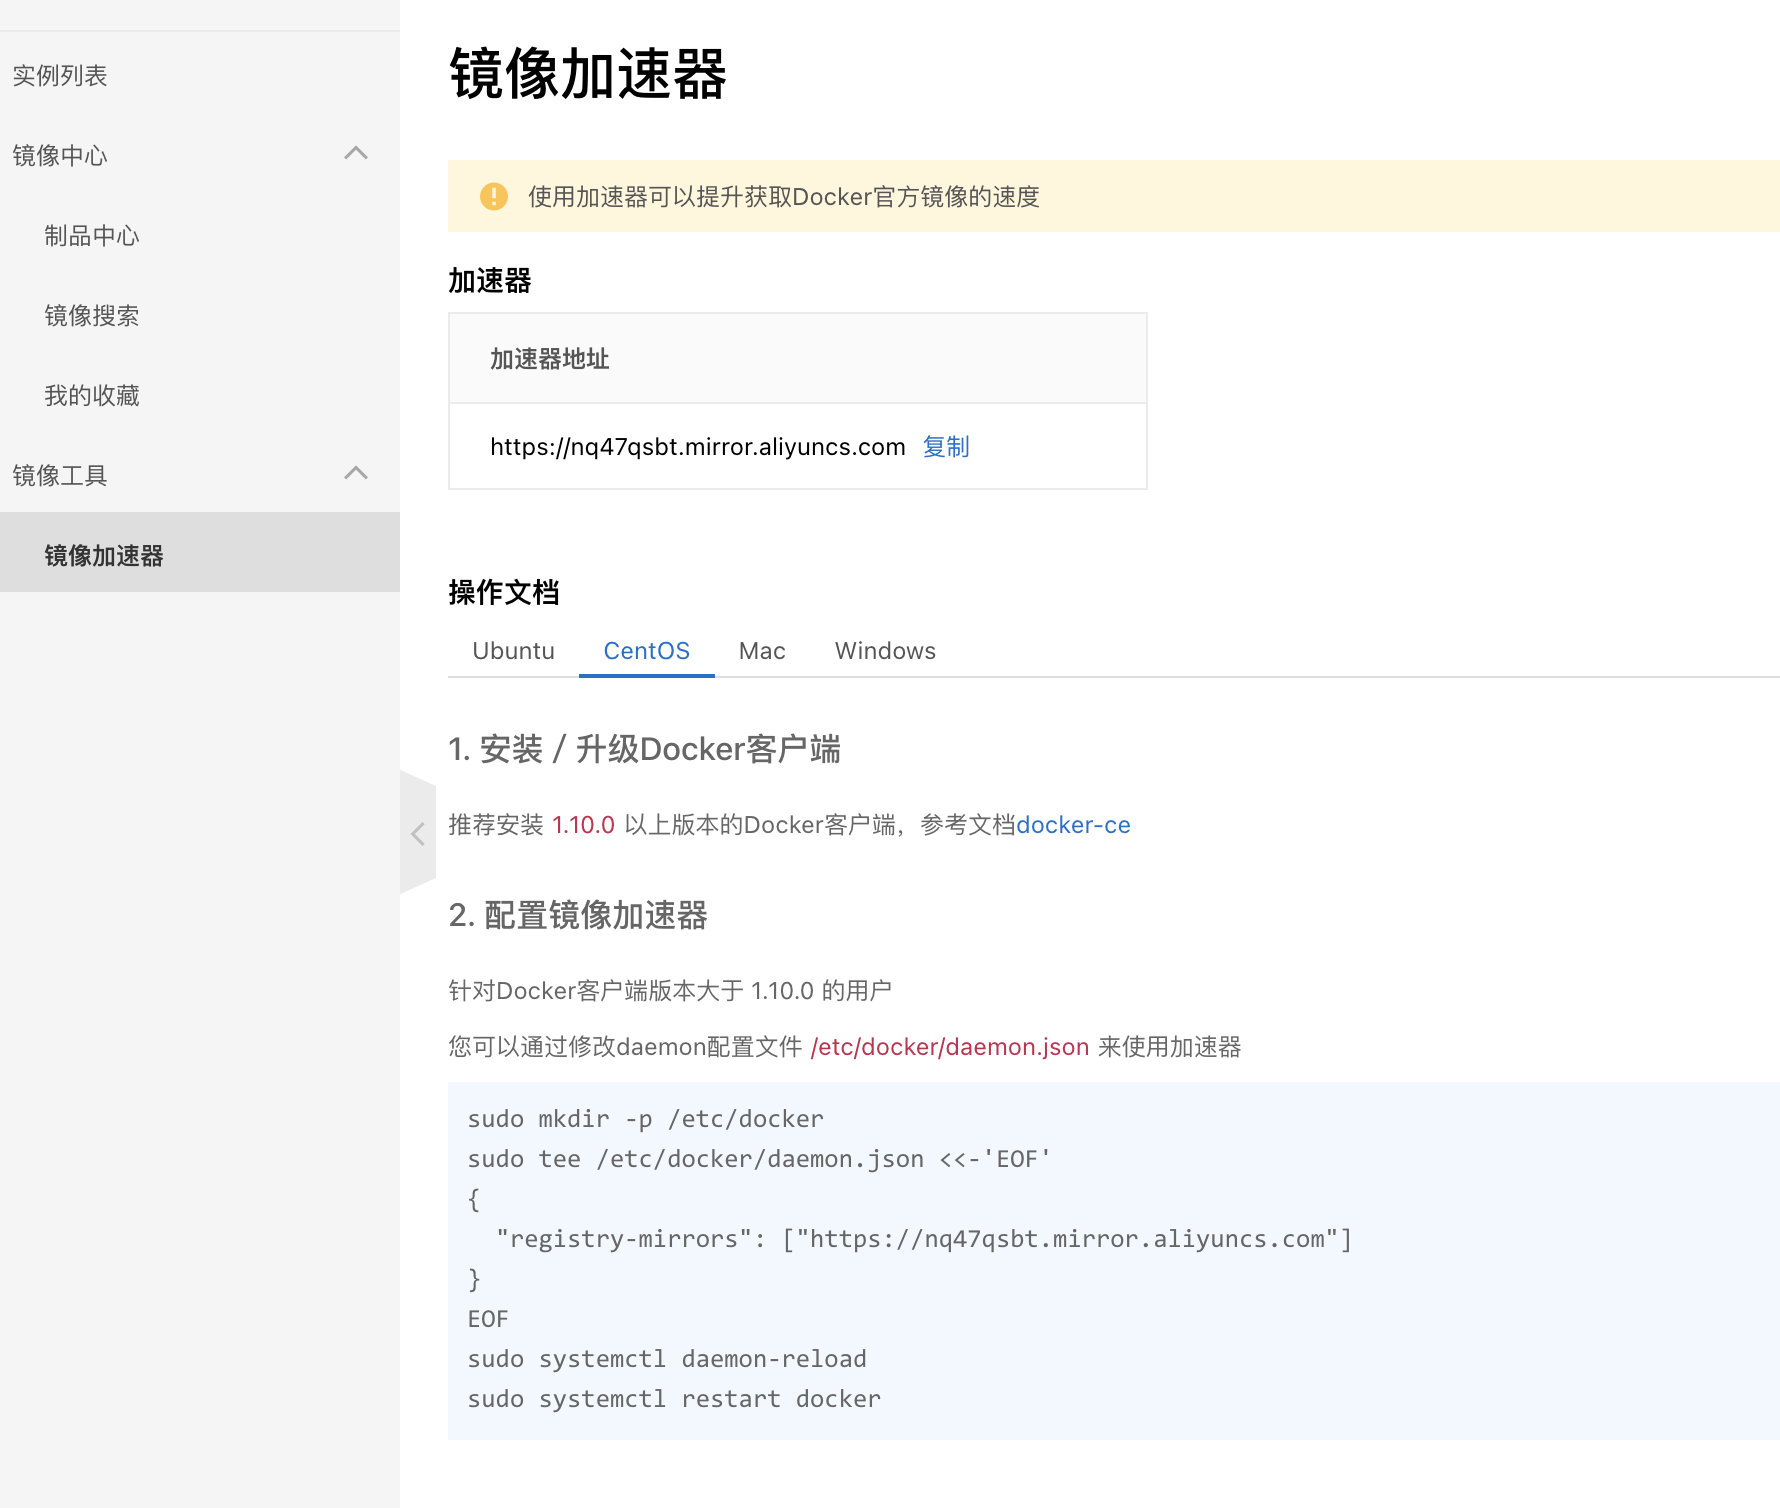 实例列表
镜像中心
制品中心
镜像搜索
我的收藏
镜像工具
镜像加速器
镜像加速器
使用加速器可以提升获取Docker官方镜像的速度
加速器
加速器地址
https://nq47qsbt.mirror.aliyuncs.com 复制
操作文档
Ubuntu CentOS Mac Windows
1. 安装 / 升级Docker客户端
推荐安装 1.10.0 以上版本的Docker客户端，参考文档docker-ce
2. 配置镜像加速器
针对Docker客户端版本大于 1.10.0 的用户
您可以通过修改daemon配置文件 /etc/docker/daemon.json 来使用加速器
sudo mkdir -p /etc/docker
sudo tee /etc/docker/daemon.json <<-'EOF'
{
  "registry-mirrors": ["https://nq47qsbt.mirror.aliyuncs.com"]
}
EOF
sudo systemctl daemon-reload
sudo systemctl restart docker